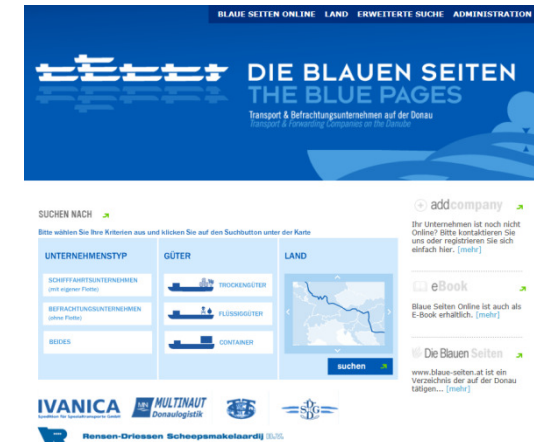 BLAUE SEITEN ONLINE LAND ERWEITERTE SUCHE ADMINISTRATION
DIE BLAUEN SEITEN
THE BLUE PAGES
Transport & Befrachtungsunternehmen auf der Donau
Transport & Forwarding Companies on the Danube
SUCHEN NACH
Bitte wählen Sie Ihre Kriterien aus und klicken Sie auf den Suchbutton unter der Karte
UNTERNEHMENSTYP GÜTER LAND
SCHIFFFAHRTSUNTERNEHMEN
(mit eigener Flotte)
TROCKENGÜTER
BEFRACHTUNGSUNTERNEHMEN
(ohne Flotte)
FLÜSSIGGÜTER
BEIDES
CONTAINER
suchen
addcompany
Ihr Unternehmen ist noch nicht
Online? Bitte kontaktieren Sie
uns oder registrieren Sie sich
einfach hier. [mehr]
eBook
Blaue Seiten Online ist auch als
E-Book erhältlich. [mehr]
Die Blauen Seiten
www.blaue-seiten.at ist ein
Verzeichnis der auf der Donau
tätigen... [mehr]
IVANICA
Spedition für Spezialtransporte GmbH
MULTINAUT
Donaulogistik
Rensen-Driessen Scheepsmakelaardij B.V.